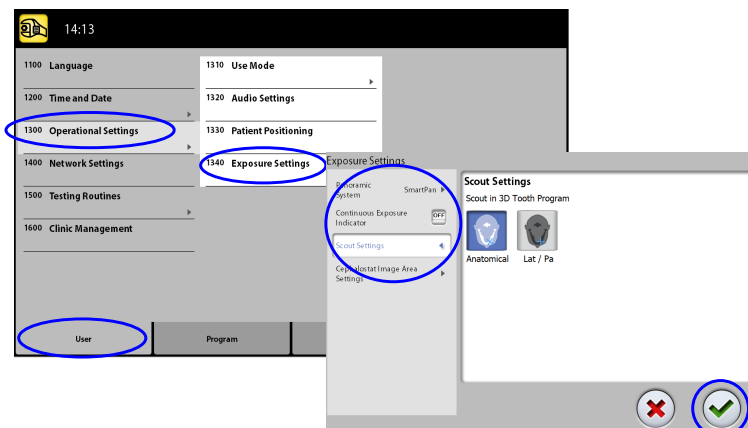 14:13
1100 Language
1200 Time and Date
1300 Operational Settings
1400 Network Settings
1500 Testing Routines
1600 Clinic Management
1310 Use Mode
1320 Audio Settings
1330 Patient Positioning
1340 Exposure Settings
User
Program
Exposure Settings
Panoramic
System
SmartPan
Continuous Exposure
Indicator
OFF
Scout Settings
Cephalostat Image Area
Settings
Scout Settings
Scout in 3D Tooth Program
Anatomical
Lat / Pa